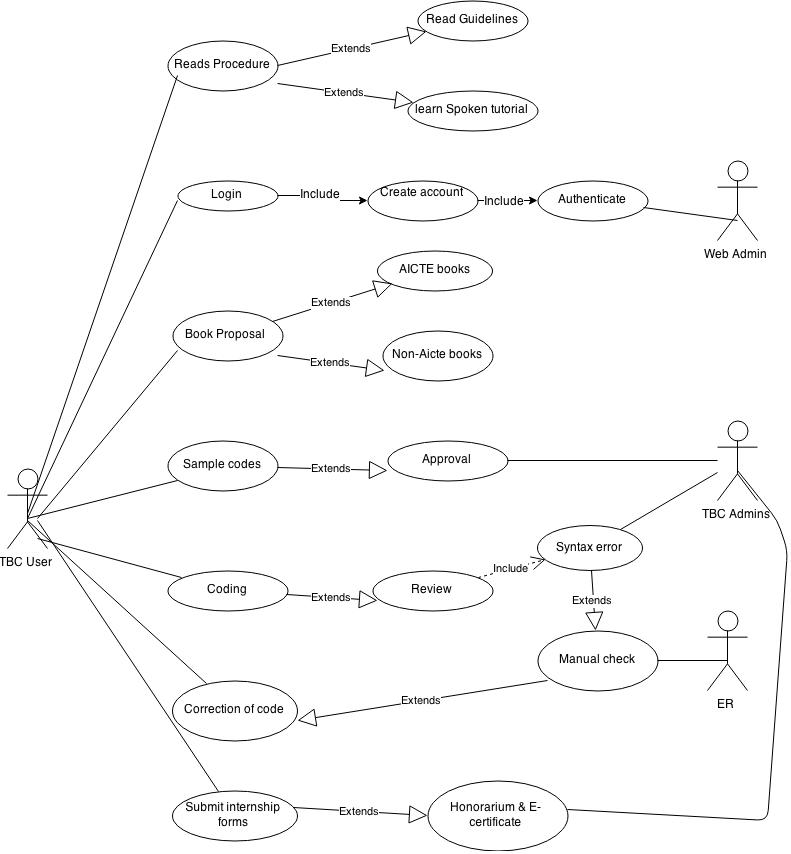 Read Guidelines
Extends
Reads Procedure
Extends
learn Spoken tutorial
Login
Include
Create account
Include
Authenticate
Web Admin
AICTE books
Extends
Book Proposal
Extends
Non-Aicte books
Sample codes
Extends
Approval
TBC Admins
TBC User
Syntax error
Include
Coding
Extends
Review
Extends
Manual check
ER
Extends
Correction of code
Submit internship
forms
Extends
Honorarium & E-
certificate